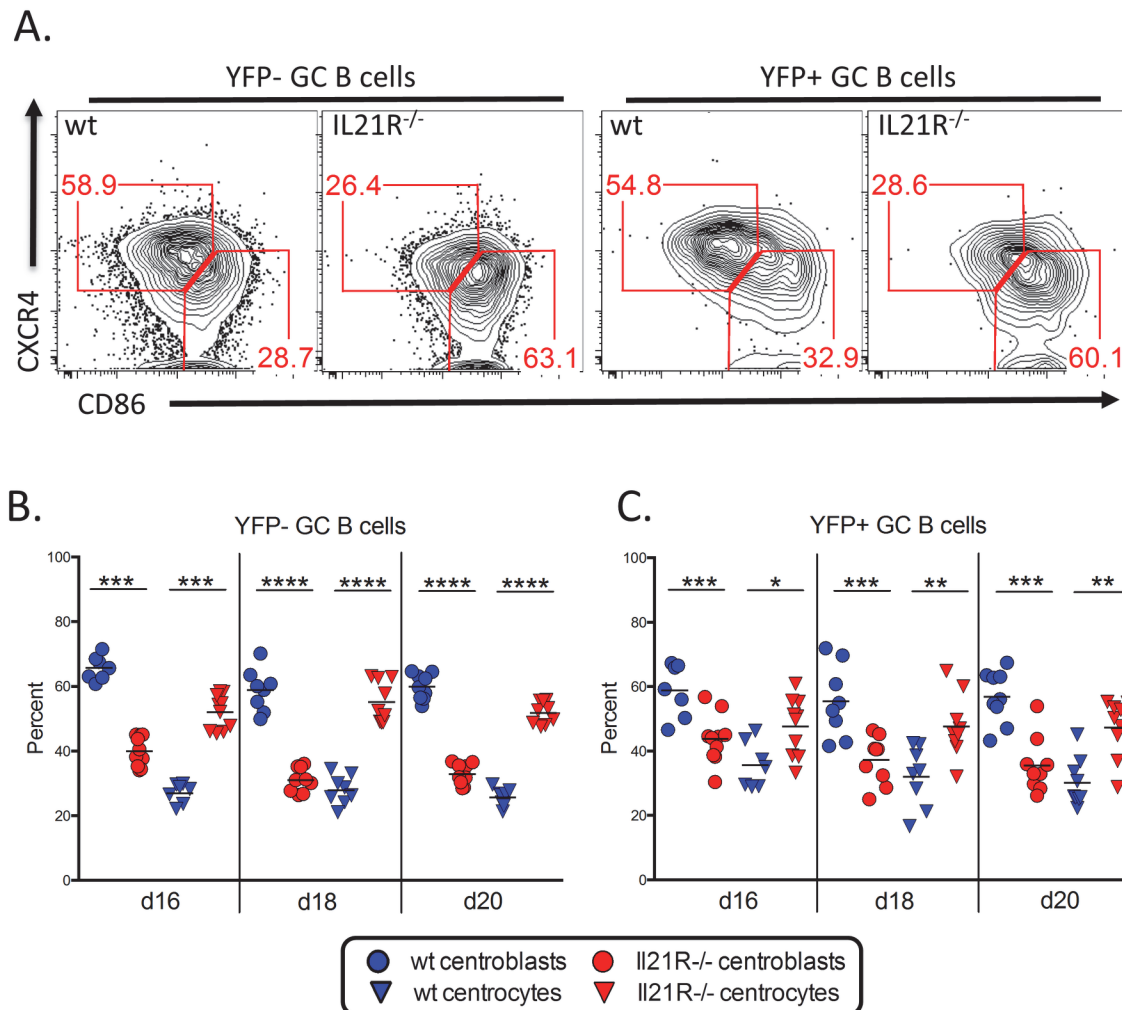 A.
YFP- GC B cells
YFP+ GC B cells
wt
IL21R-/-
wt
IL21R-/-
58.9
26.4
54.8
28.6
28.7
63.1
32.9
60.1
CXCR4
CD86
B.
C.
YFP- GC B cells
YFP+ GC B cells
100
80
60
40
20
0
Percent
*** *** **** **** **** ****
d16 d18 d20
100
80
60
40
20
0
Percent
*** * *** ** *** **
d16 d18 d20
wt centroblasts
Il21R-/- centroblasts
wt centrocytes
Il21R-/- centrocytes